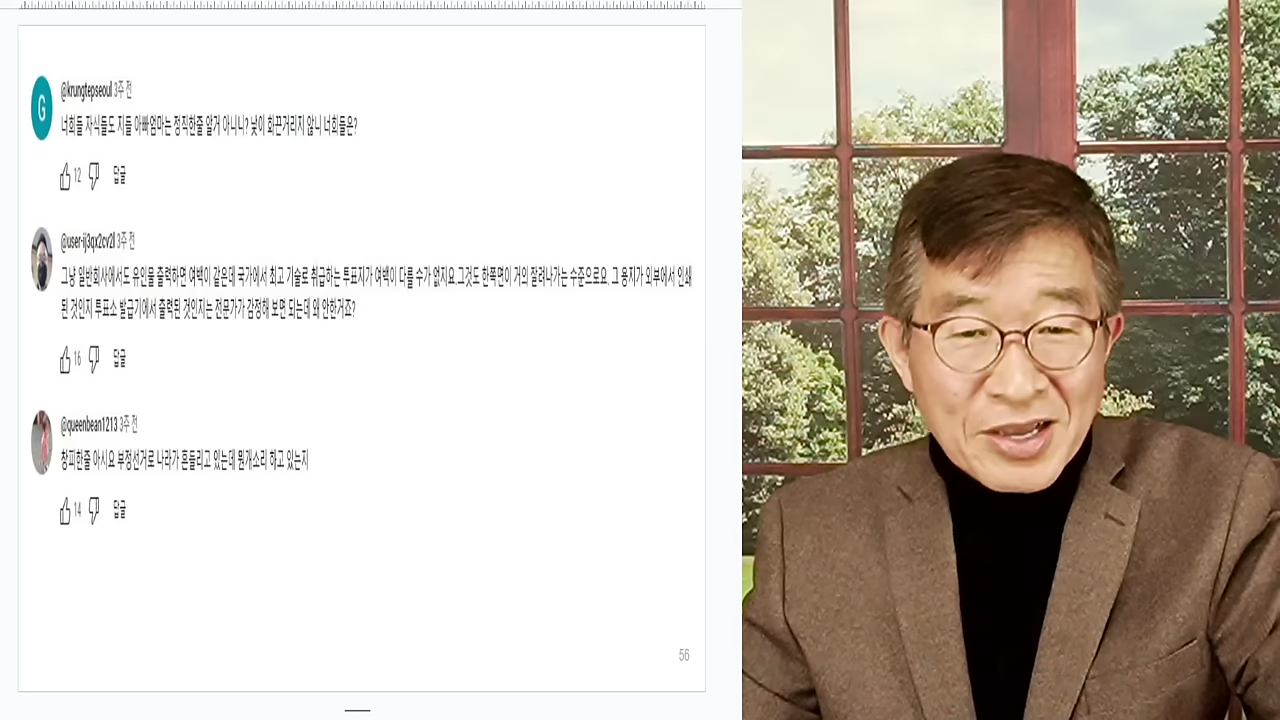 @krungtepseoul 3주 전
너희들 자식들도 지들 아빠엄마는 정직한줄 알거 아니니? 낯이 화끈거리지 않니 너희들은?
12 답글
@user-ij3qx2cv2l 3주 전
그냥 일반회사에서도 유인물 출력하면 여백이 같은데 국가에서 최고 기술로 취급하는 투표지가 여백이 다를 수가 없지요.그것도 한쪽면이 거의 잘려나가는 수준으로요. 그 용지가 외부에서 인쇄
된 것인지 투표소 발급기에서 출력된 것인지는 전문가가 감정해 보면 되는데 왜 안한거죠?
16 답글
@queenbean1213 3주 전
창피한줄 아시요 부정선거로 나라가 흔들리고 있는데 뭔개소리 하고 있는지
14 답글
56
G